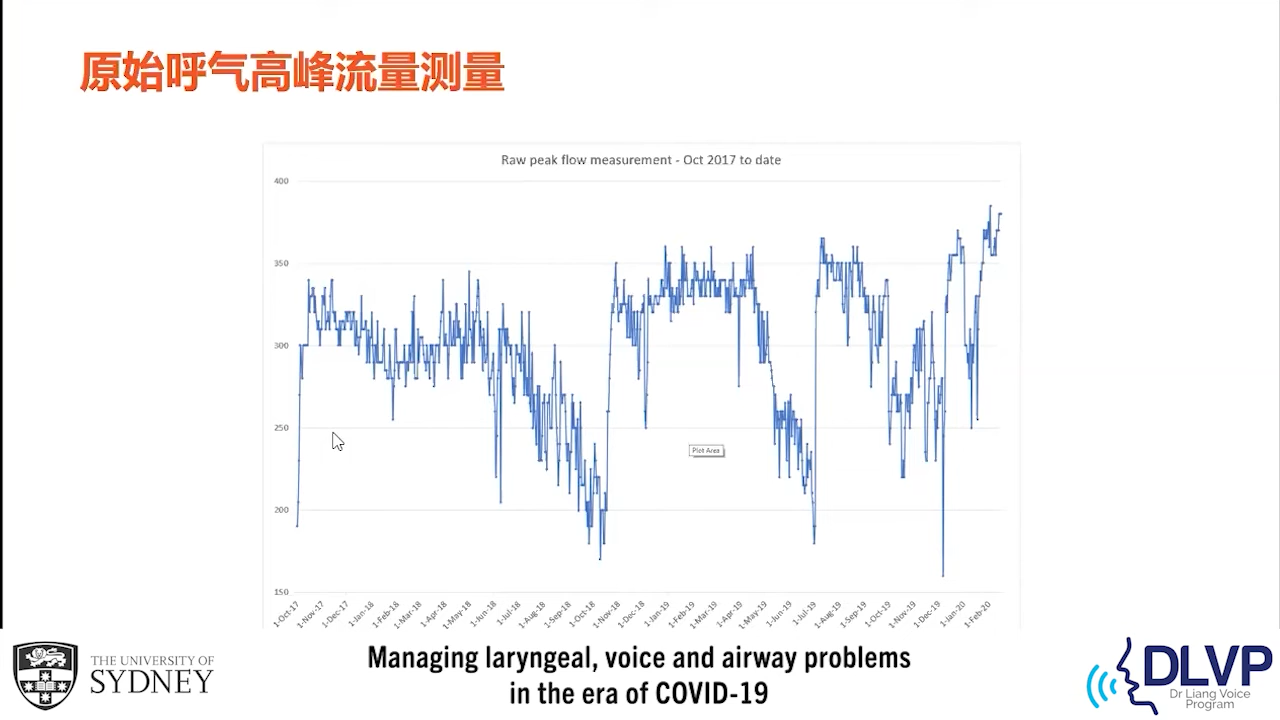 原始呼气高峰流量测量
Raw peak flow measurement - Oct 2017 to date
400
350
300
250
200
150
Plot Area
1-Oct-17
1-Nov-17
1-Dec-17
1-Jan-18
1-Feb-18
1-Mar-18
1-Apr-18
1-May-18
1-Jun-18
1-Jul-18
1-Aug-18
1-Sep-18
1-Oct-18
1-Nov-18
1-Dec-18
1-Jan-19
1-Feb-19
1-Mar-19
1-Apr-19
1-May-19
1-Jun-19
1-Jul-19
1-Aug-19
1-Sep-19
1-Oct-19
1-Nov-19
1-Dec-19
1-Jan-20
1-Feb-20
THE UNIVERSITY OF
SYDNEY
Managing laryngeal, voice and airway problems
in the era of COVID-19
DLVP
Dr Liang Voice
Program